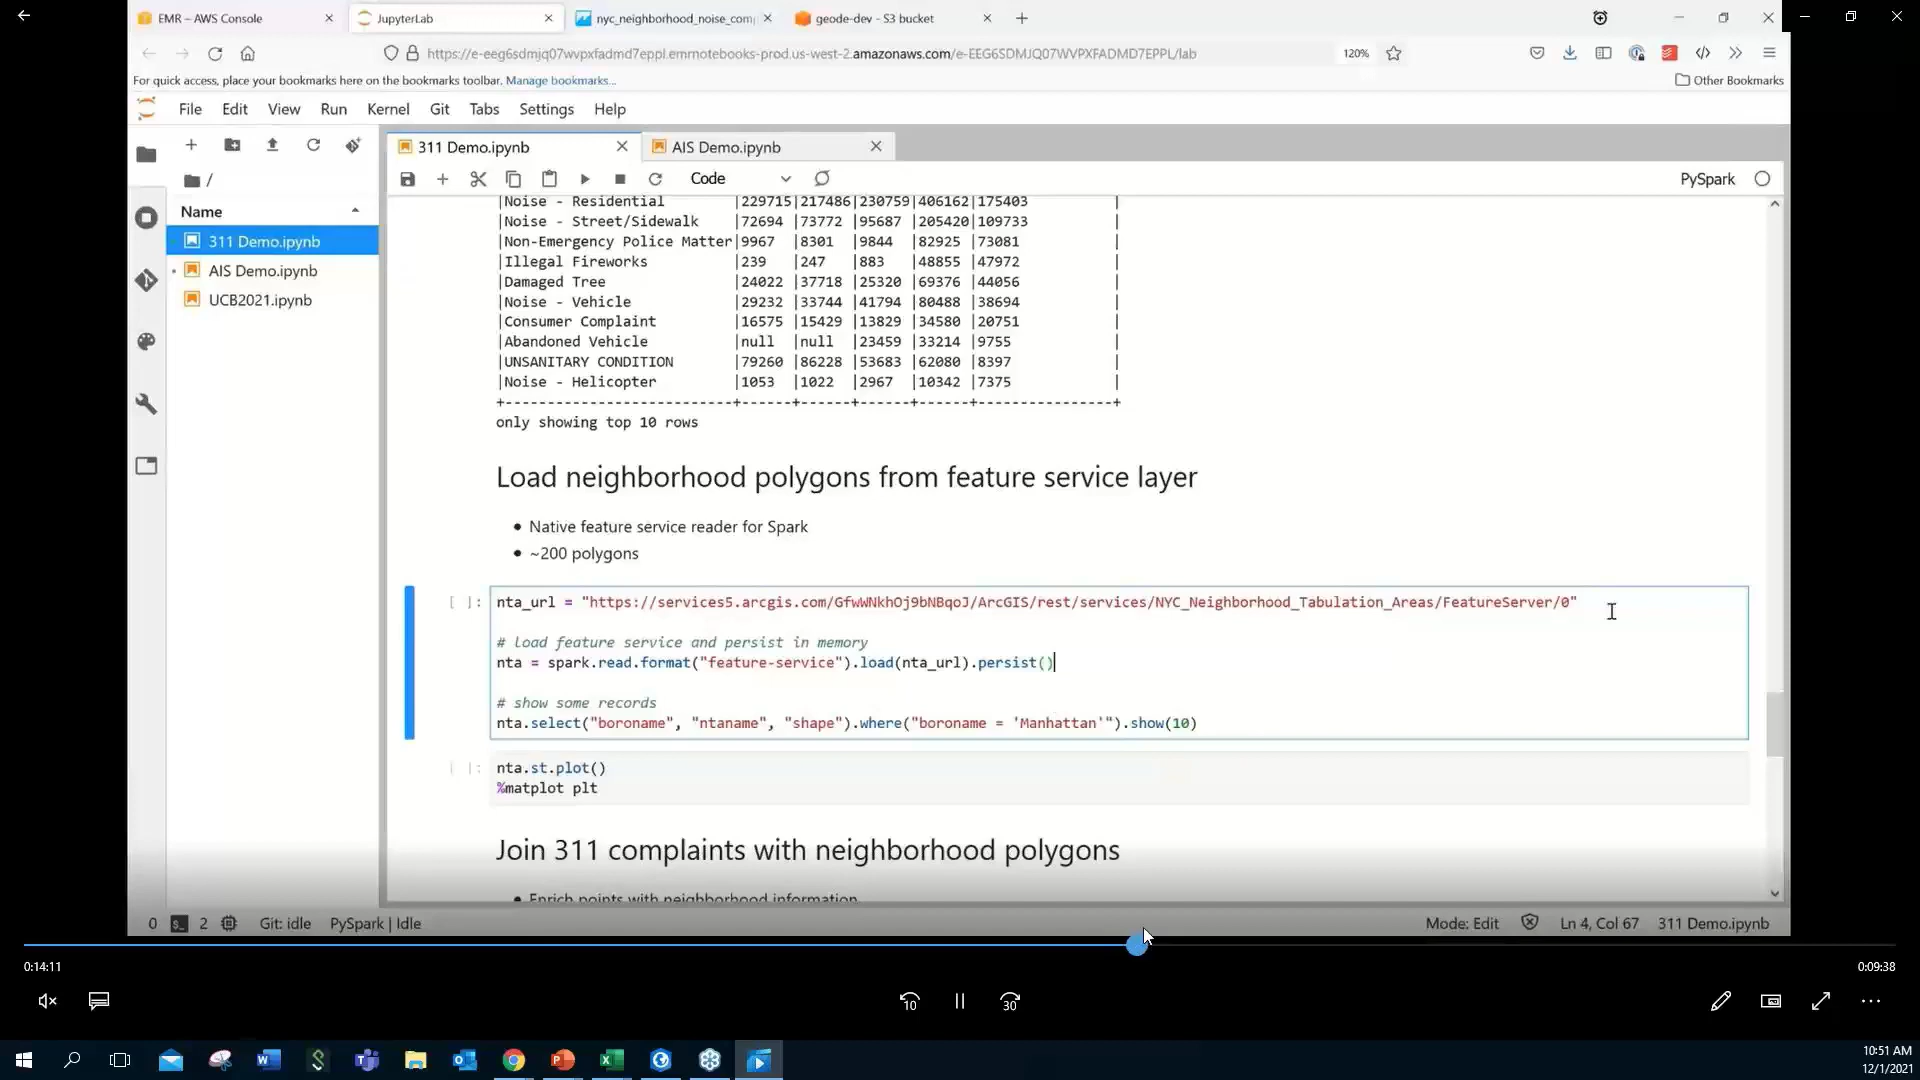 EMR – AWS Console
JupyterLab
nyc_neighborhood_noise_com
geode-dev - S3 bucket
https://e-eeg6sdmjq07wvpxfadmd7eppl.emrnotebooks-prod.us-west-2.amazonaws.com/e-EEG6SDMJQ07WVPXFADMD7EPPL/lab
120%
For quick access, place your bookmarks here on the bookmarks toolbar. Manage bookmarks...
Other Bookmarks
File Edit View Run Kernel Git Tabs Settings Help
311 Demo.ipynb
AIS Demo.ipynb
/
Code
PySpark
Name
311 Demo.ipynb
AIS Demo.ipynb
UCB2021.ipynb
|Noise - Residential |229715|217486|230759|406162|175403 |
|Noise - Street/Sidewalk |72694 |73772 |95687 |205420|109733 |
|Non-Emergency Police Matter|9967 |8301 |9844 |82925 |73081 |
|Illegal Fireworks |239 |247 |883 |48855 |47972 |
|Damaged Tree |24022 |37718 |25320 |69376 |44056 |
|Noise - Vehicle |29232 |33744 |41794 |80488 |38694 |
|Consumer Complaint |16575 |15429 |13829 |34580 |20751 |
|Abandoned Vehicle |null |null |23459 |33214 |9755 |
|UNSANITARY CONDITION |79260 |86228 |53683 |62080 |8397 |
|Noise - Helicopter |1053 |1022 |2967 |10342 |7375 |
+---------------------------+------+------+------+------+----------------+
only showing top 10 rows
Load neighborhood polygons from feature service layer
• Native feature service reader for Spark
• ~200 polygons
[ ]: nta_url = "https://services5.arcgis.com/GfwWNkhOj9bNBqoJ/ArcGIS/rest/services/NYC_Neighborhood_Tabulation_Areas/FeatureServer/0"
# load feature service and persist in memory
nta = spark.read.format("feature-service").load(nta_url).persist()
# show some records
nta.select("boroname", "ntaname", "shape").where("boroname = 'Manhattan'").show(10)
[ ]: nta.st.plot()
%matplot plt
Join 311 complaints with neighborhood polygons
• Enrich points with neighborhood information
0 2 Git: idle PySpark | Idle
Mode: Edit Ln 4, Col 67 311 Demo.ipynb
0:14:11
0:09:38
10
30
10:51 AM
12/1/2021